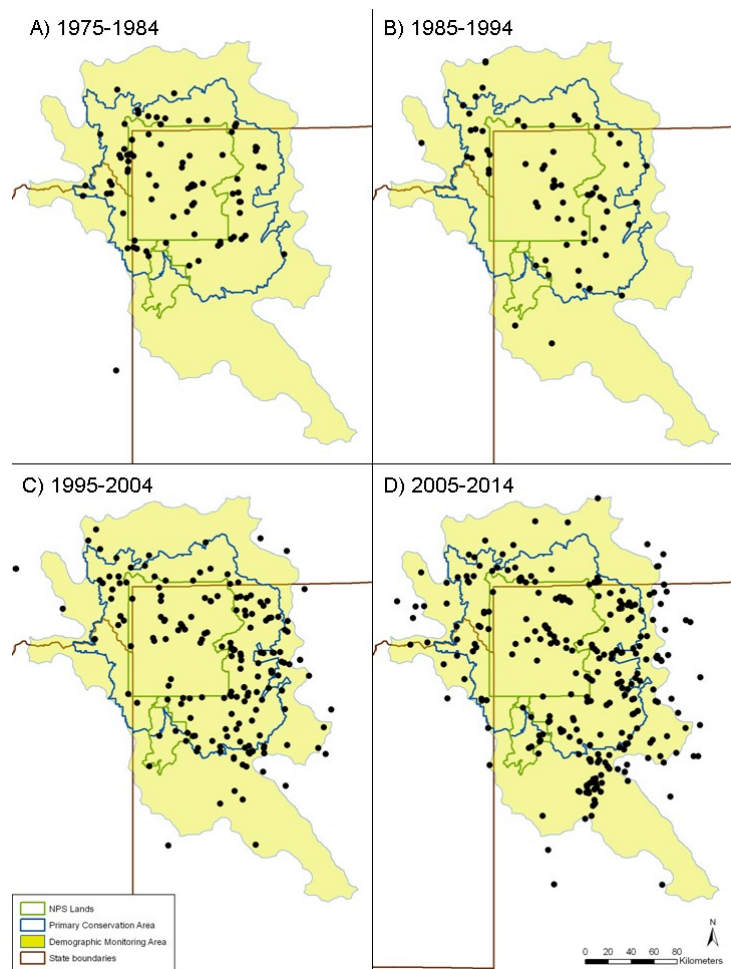 A) 1975-1984
B) 1985-1994
C) 1995-2004
D) 2005-2014
NPS Lands
Primary Conservation Area
Demographic Monitoring Area
State boundaries
N
0 20 40 60 80
Kilometers